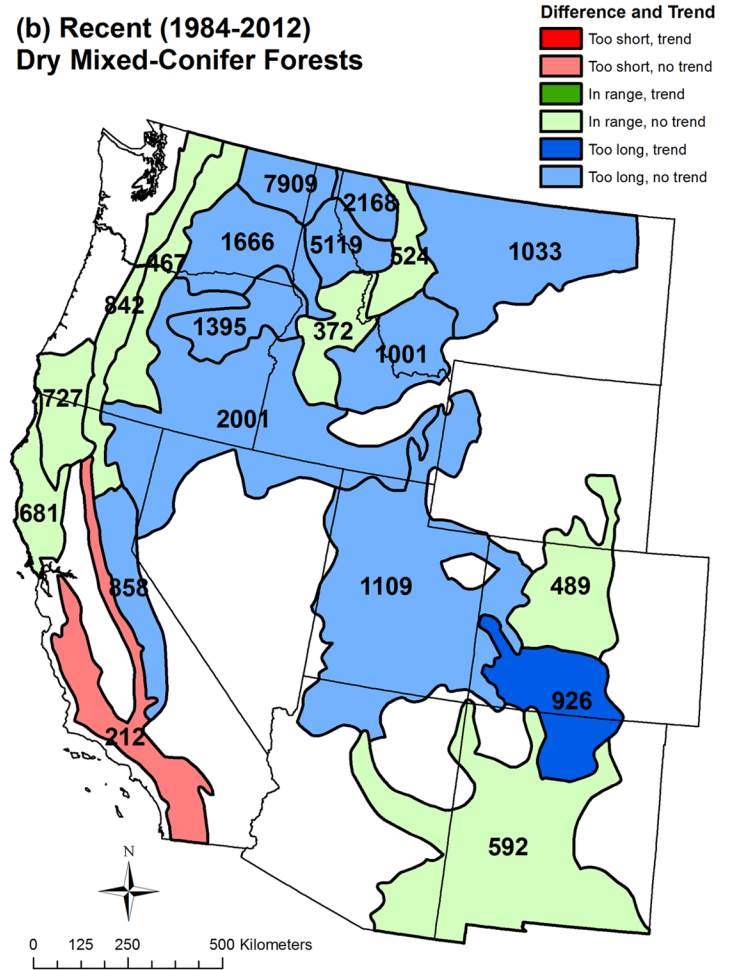 (b) Recent (1984-2012)
Dry Mixed-Conifer Forests
Difference and Trend
Too short, trend
Too short, no trend
In range, trend
In range, no trend
Too long, trend
Too long, no trend
7909
2168
1666
5119
524
1033
467
842
1395
372
1001
727
2001
681
858
1109
489
926
212
592
N
0 125 250 500 Kilometers